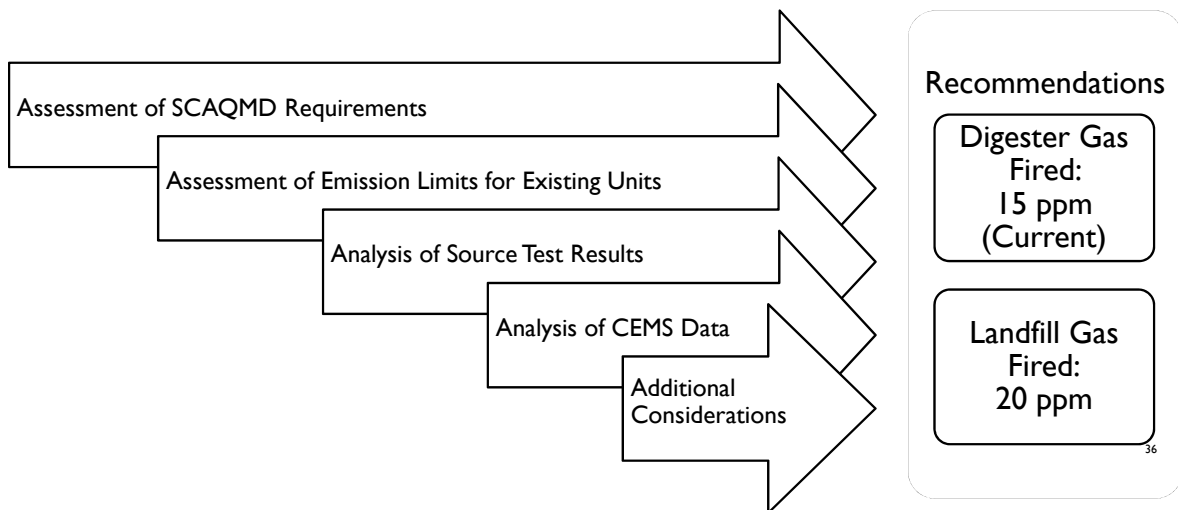 Assessment of SCAQMD Requirements
Assessment of Emission Limits for Existing Units
Analysis of Source Test Results
Analysis of CEMS Data
Additional
Considerations
Recommendations
Digester Gas
Fired:
15 ppm
(Current)
Landfill Gas
Fired:
20 ppm
36